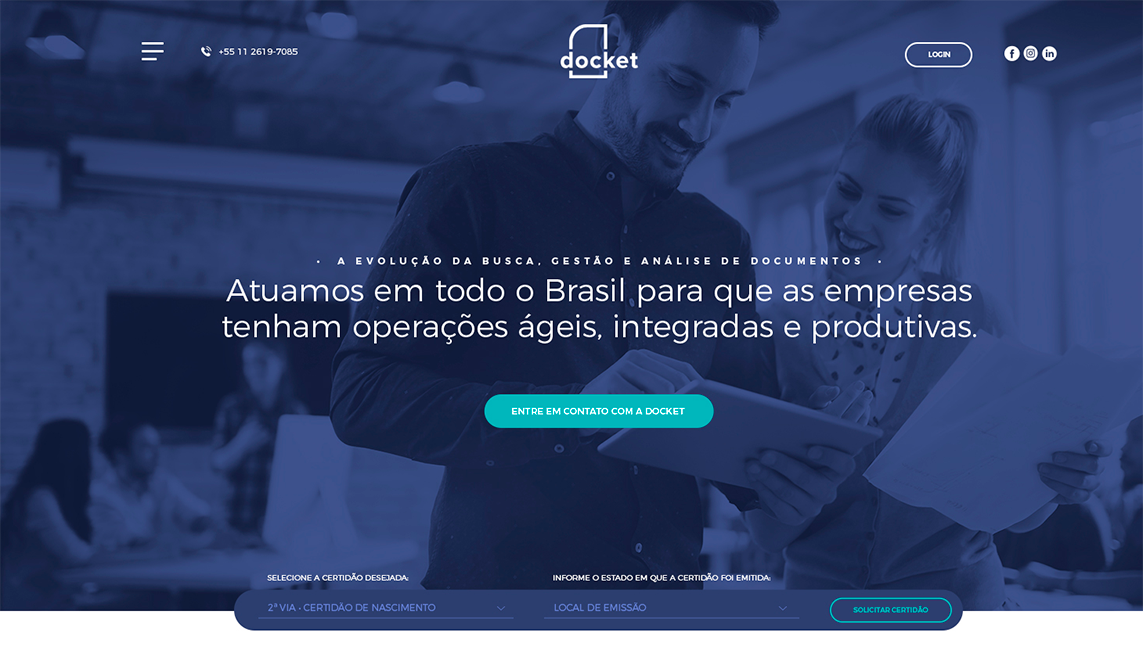 +55 11 2619-7085
docket
LOGIN
• A EVOLUÇÃO DA BUSCA, GESTÃO E ANÁLISE DE DOCUMENTOS •
Atuamos em todo o Brasil para que as empresas
tenham operações ágeis, integradas e produtivas.
ENTRE EM CONTATO COM A DOCKET
SELECIONE A CERTIDÃO DESEJADA:
INFORME O ESTADO EM QUE A CERTIDÃO FOI EMITIDA:
2ª VIA - CERTIDÃO DE NASCIMENTO
LOCAL DE EMISSÃO
SOLICITAR CERTIDÃO